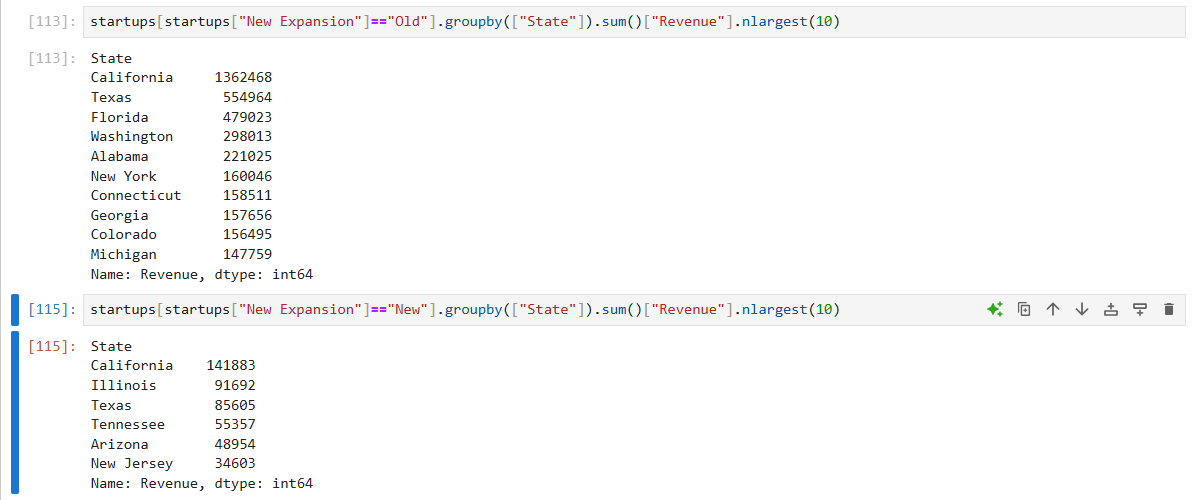 [113]: startups[startups["New Expansion"]=="Old"].groupby(["State"]).sum()["Revenue"].nlargest(10)
[113]: State
California     1362468
Texas           554964
Florida         479023
Washington      298013
Alabama         221025
New York        160046
Connecticut     158511
Georgia         157656
Colorado        156495
Michigan        147759
Name: Revenue, dtype: int64
[115]: startups[startups["New Expansion"]=="New"].groupby(["State"]).sum()["Revenue"].nlargest(10)
[115]: State
California    141883
Illinois       91692
Texas          85605
Tennessee      55357
Arizona        48954
New Jersey     34603
Name: Revenue, dtype: int64